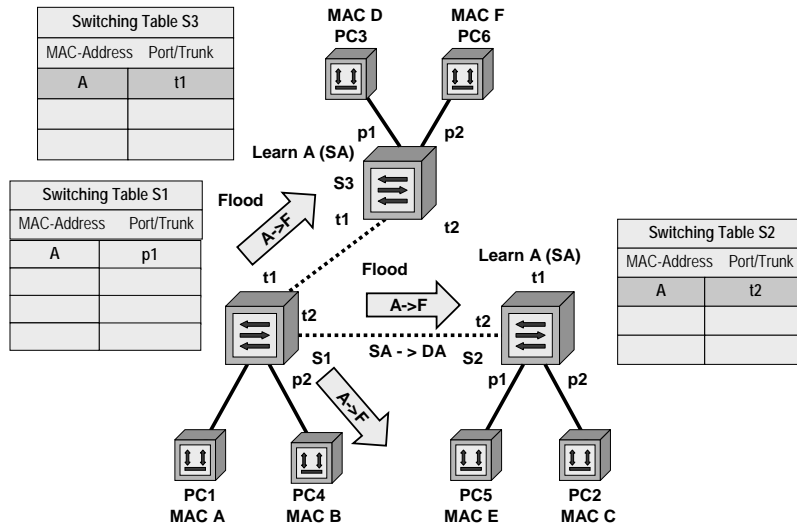 Switching Table S3
MAC-Address Port/Trunk
A t1
MAC D
PC3
MAC F
PC6
p1
p2
Learn A (SA)
S3
t1
t2
Flood
A->F
Switching Table S1
MAC-Address Port/Trunk
A p1
t1
t2
S1
p2
Flood
A->F
SA - > DA
A->F
Learn A (SA)
t1
t2
S2
p1
p2
Switching Table S2
MAC-Address Port/Trunk
A t2
PC1
MAC A
PC4
MAC B
PC5
MAC E
PC2
MAC C